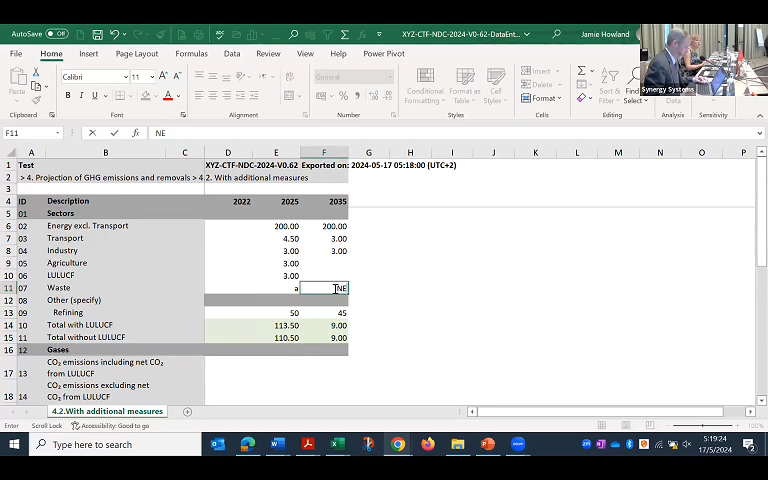 AutoSave Off XYZ-CTF-NDC-2024-V0-62-DataEnt... Jamie Howland
File Home Insert Page Layout Formulas Data Review View Help Power Pivot
Calibri 11 General Conditional Format as Cell Insert Sort & Find &
Paste B I U Formatting Table Styles Delete Filter Select
Format
Clipboard Font Alignment Number Styles Cells Analysis Sensitivity
Synergy Systems
F11 NE
A B C D E F G H I J K L M N O P
1 Test XYZ-CTF-NDC-2024-V0.62 Exported on: 2024-05-17 05:18:00 (UTC+2)
2 > 4. Projection of GHG emissions and removals > 4.2. With additional measures
3
4 ID Description 2022 2025 2035
5 01 Sectors
6 02 Energy excl. Transport 200.00 200.00
7 03 Transport 4.50 3.00
8 04 Industry 3.00 3.00
9 05 Agriculture 3.00
10 06 LULUCF 3.00
11 07 Waste a NE
12 08 Other (specify)
13 09 Refining 50 45
14 10 Total with LULUCF 113.50 9.00
15 11 Total without LULUCF 110.50 9.00
16 12 Gases
CO₂ emissions including net CO₂
17 13 from LULUCF
CO₂ emissions excluding net
18 14 CO₂ from LULUCF
4.2.With additional measures
Enter Scroll Lock Accessibility: Good to go 100%
Type here to search 5:19:24
17/5/2024
2